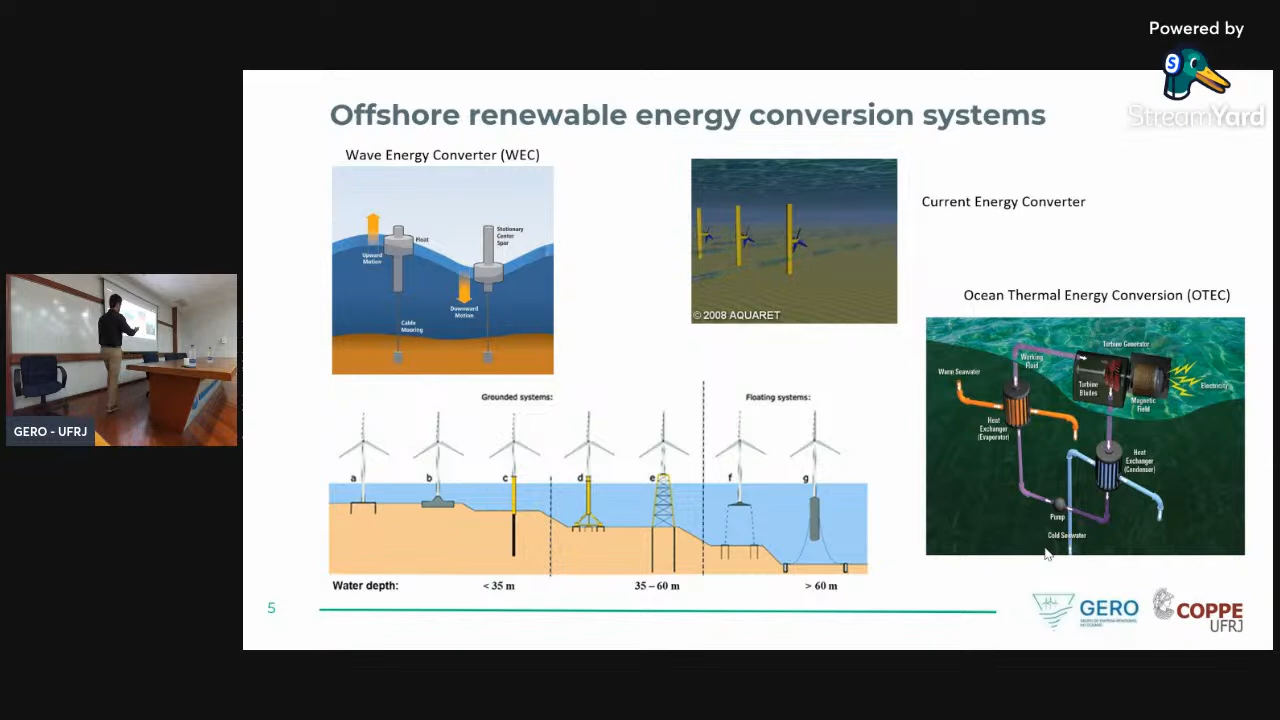 Powered by
S
StreamYard
Offshore renewable energy conversion systems
Wave Energy Converter (WEC)
Upward
Motion
Float
Stationary
Center
Spar
Downward
Motion
Cable
Mooring
© 2008 AQUARET
Current Energy Converter
Ocean Thermal Energy Conversion (OTEC)
Warm Seawater
Working
Fluid
Turbine Generator
Turbine
Blades
Magnetic
Field
Electricity
Heat
Exchanger
(Evaporator)
Heat
Exchanger
(Condenser)
Pump
Cold Seawater
Grounded systems:
Floating systems:
a
b
c
d
e
f
g
Water depth:
< 35 m
35 – 60 m
> 60 m
5
GERO
COPPE
UFRJ
GERO - UFRJ